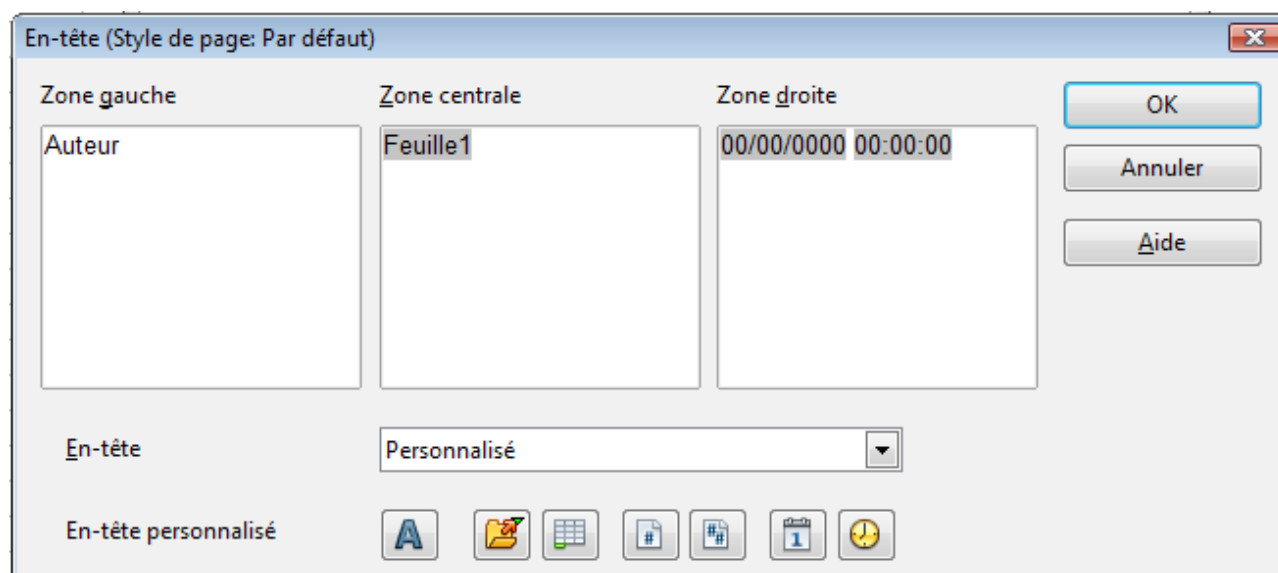 En-tête (Style de page: Par défaut)
Zone gauche
Zone centrale
Zone droite
OK
Auteur
Feuille1
00/00/0000 00:00:00
Annuler
Aide
En-tête
Personnalisé
En-tête personnalisé